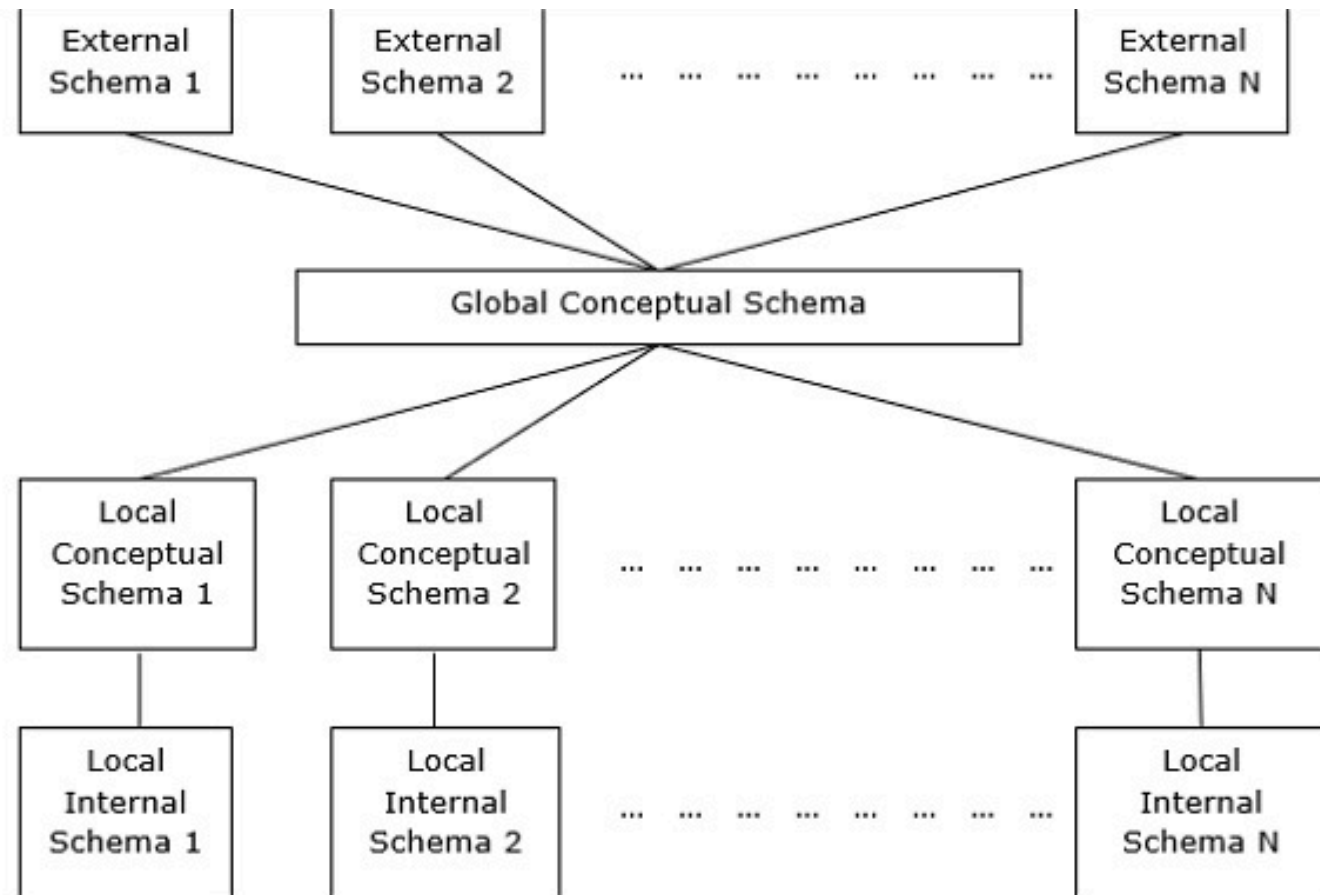 External
Schema 1
External
Schema 2
... ... ... ... ... ... ... ...
External
Schema N
Global Conceptual Schema
Local
Conceptual
Schema 1
Local
Conceptual
Schema 2
... ... ... ... ... ... ... ...
Local
Conceptual
Schema N
Local
Internal
Schema 1
Local
Internal
Schema 2
... ... ... ... ... ... ... ...
Local
Internal
Schema N